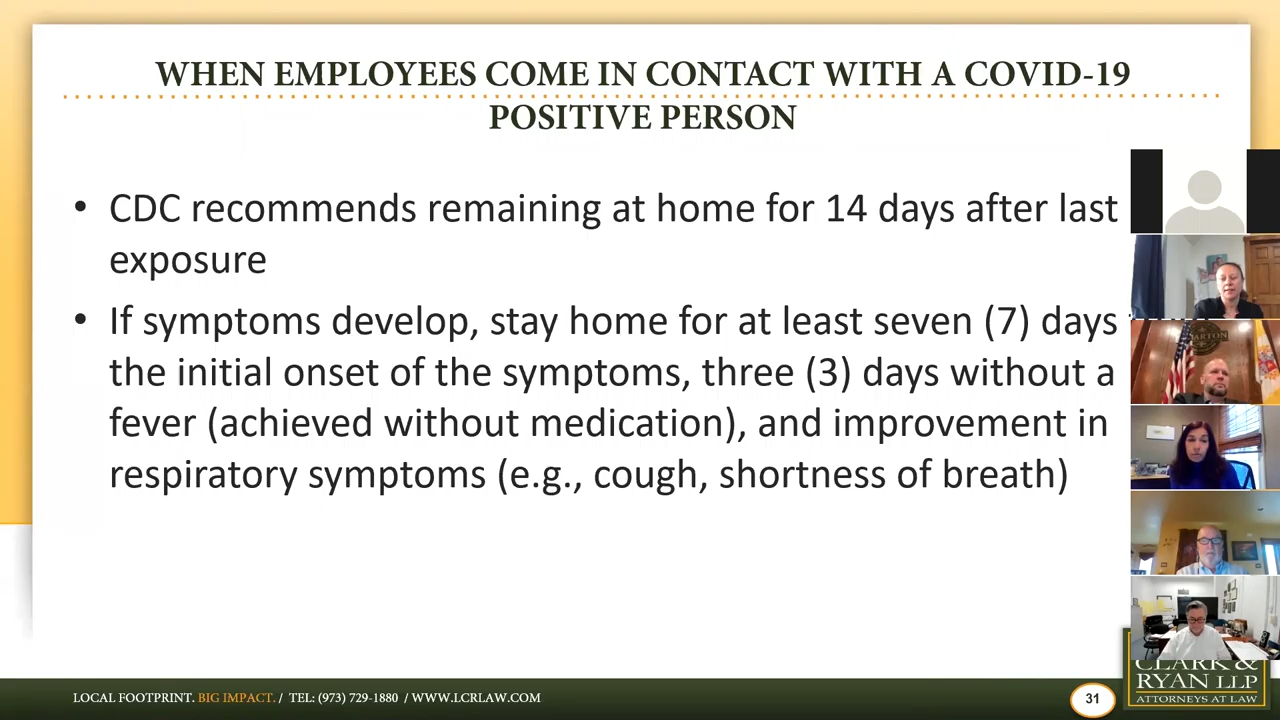 WHEN EMPLOYEES COME IN CONTACT WITH A COVID-19
POSITIVE PERSON
• CDC recommends remaining at home for 14 days after last
exposure
• If symptoms develop, stay home for at least seven (7) days
the initial onset of the symptoms, three (3) days without a
fever (achieved without medication), and improvement in
respiratory symptoms (e.g., cough, shortness of breath)
CLARK &
RYAN LLP
ATTORNEYS AT LAW
LOCAL FOOTPRINT. BIG IMPACT. / TEL: (973) 729-1880 / WWW.LCRLAW.COM
31